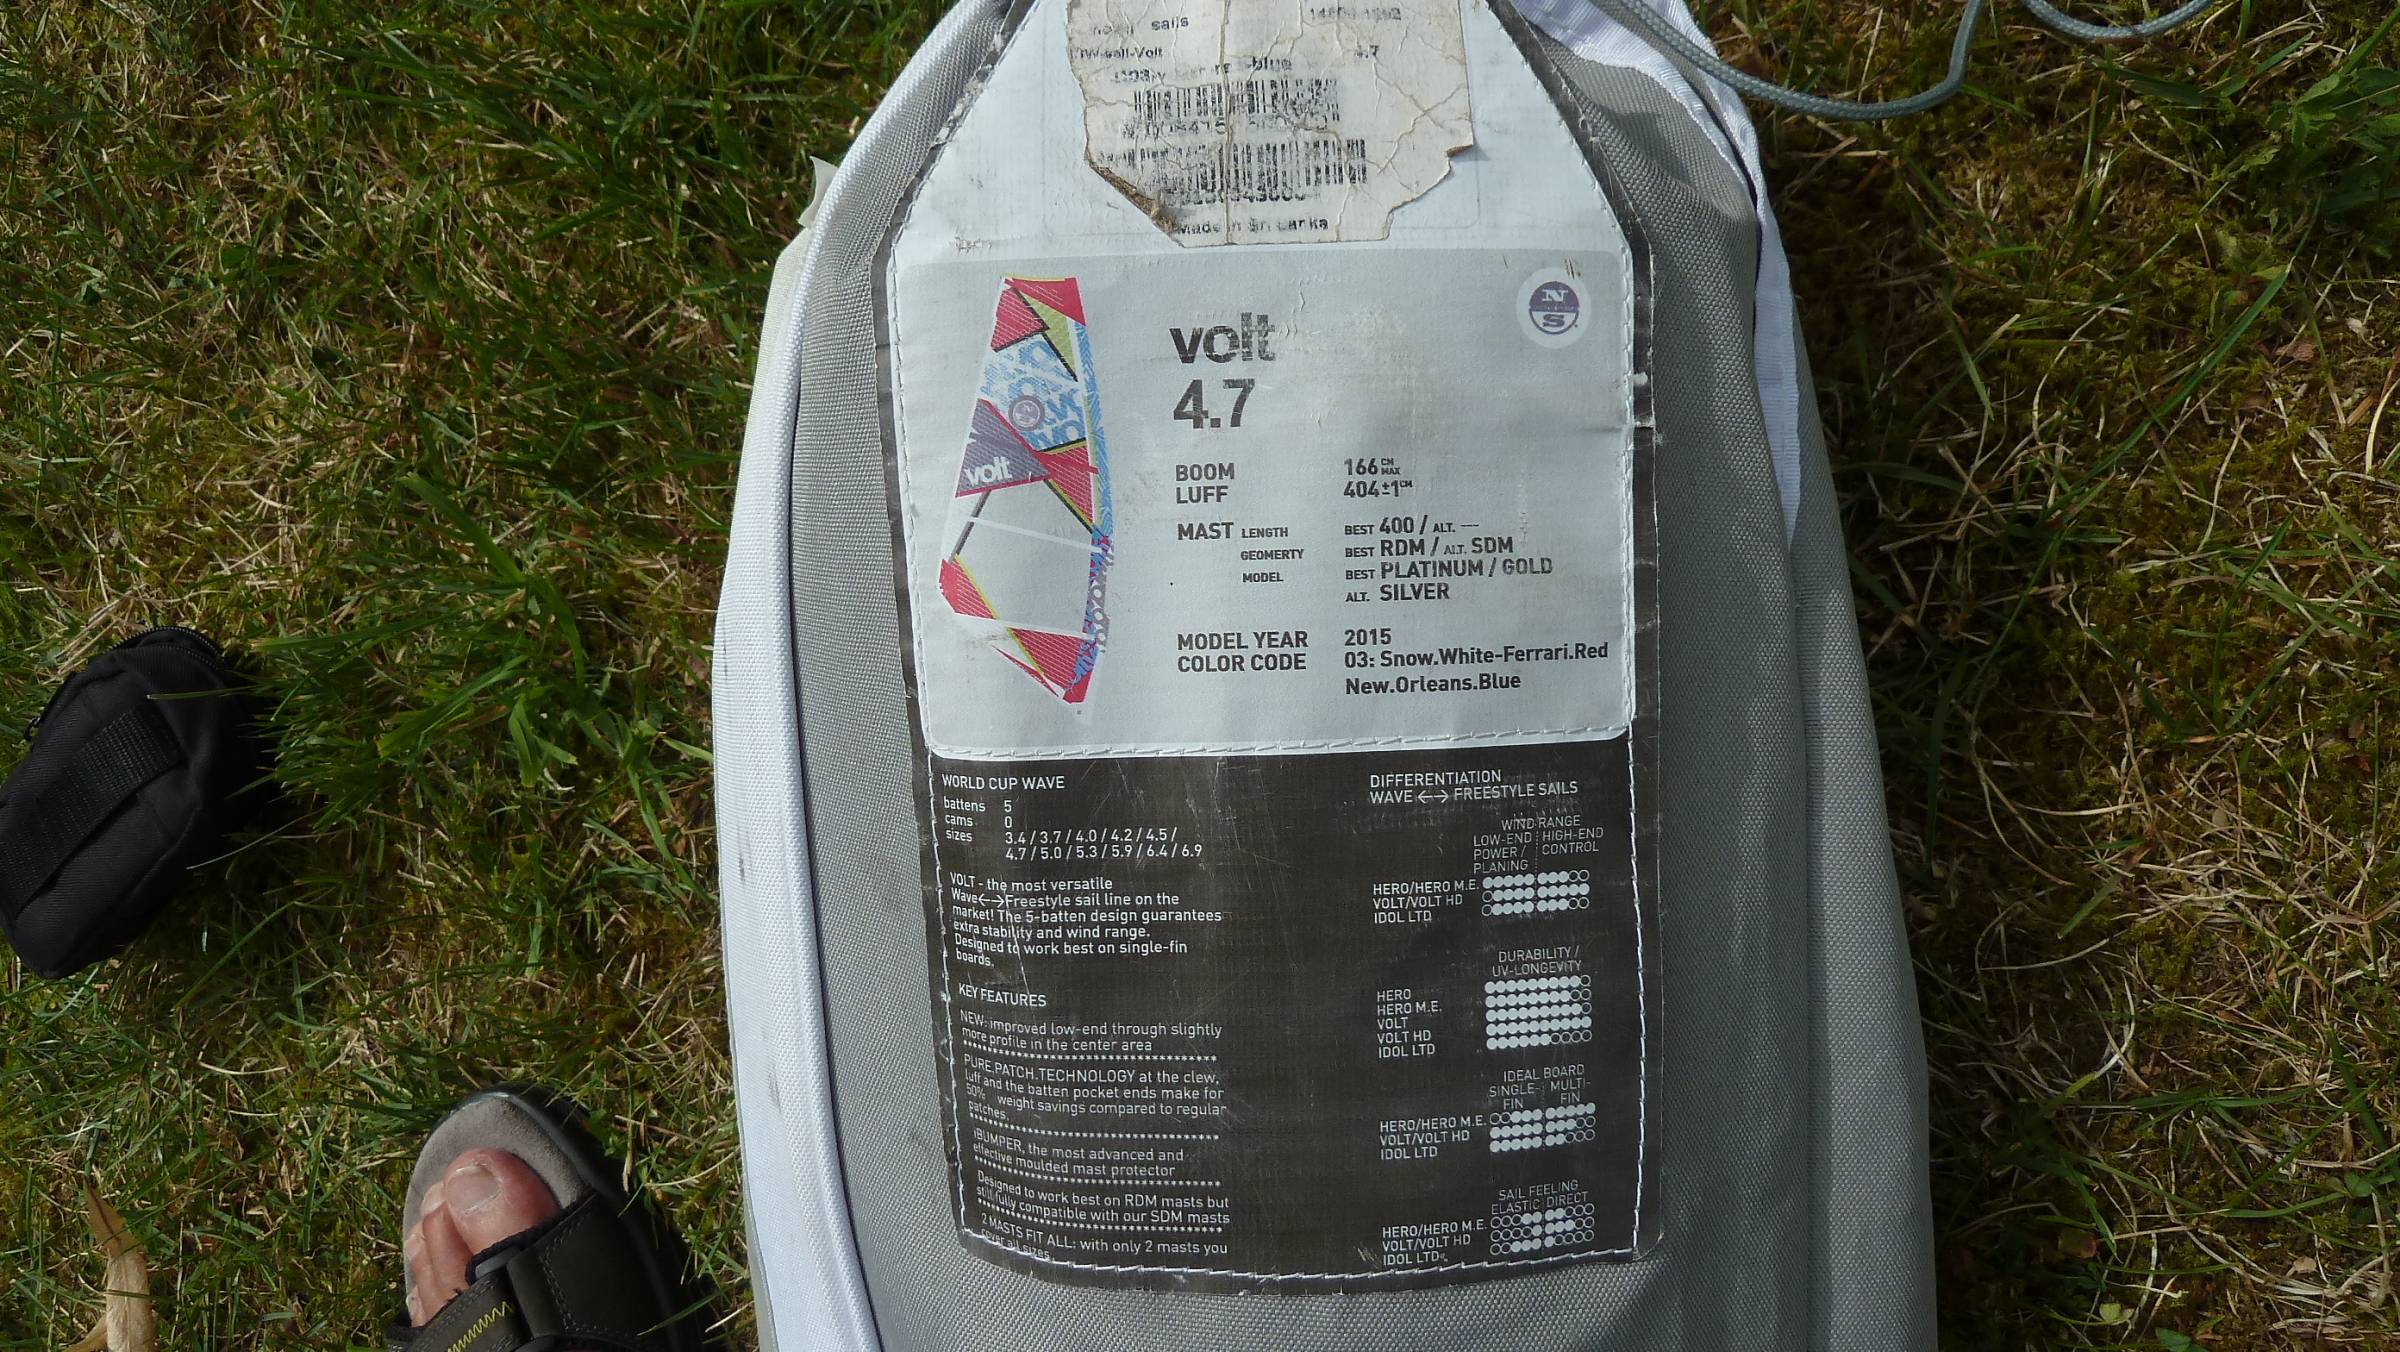 sails
-sail-Volt 4.7
Made in Sri Lanka
N
S
volt
4.7
volt
BOOM 166 CM MAX
LUFF 404±1CM
MAST LENGTH BEST 400 / ALT. ---
GEOMERTY BEST RDM / ALT. SDM
MODEL BEST PLATINUM / GOLD
ALT. SILVER
MODEL YEAR 2015
COLOR CODE 03: Snow.White-Ferrari.Red
New.Orleans.Blue
WORLD CUP WAVE
battens 5
cams 0
sizes 3.4 / 3.7 / 4.0 / 4.2 / 4.5 /
4.7 / 5.0 / 5.3 / 5.9 / 6.4 / 6.9
VOLT - the most versatile
Wave<-->Freestyle sail line on the
market! The 5-batten design guarantees
extra stability and wind range.
Designed to work best on single-fin
boards.
KEY FEATURES
NEW: improved low-end through slightly
more profile in the center area
PURE.PATCH.TECHNOLOGY at the clew,
luff and the batten pocket ends make for
50% weight savings compared to regular
patches.
iBUMPER, the most advanced and
effective moulded mast protector
Designed to work best on RDM masts but
still fully compatible with our SDM masts
2 MASTS FIT ALL: with only 2 masts you
cover all sizes.
DIFFERENTIATION
WAVE <--> FREESTYLE SAILS
WIND RANGE
LOW-END HIGH-END
POWER / CONTROL
PLANING
HERO/HERO M.E.
VOLT/VOLT HD
IDOL LTD
DURABILITY /
UV-LONGEVITY
HERO
HERO M.E.
VOLT
VOLT HD
IDOL LTD
IDEAL BOARD
SINGLE- MULTI-
FIN FIN
HERO/HERO M.E.
VOLT/VOLT HD
IDOL LTD
SAIL FEELING
ELASTIC DIRECT
HERO/HERO M.E.
VOLT/VOLT HD
IDOL LTD